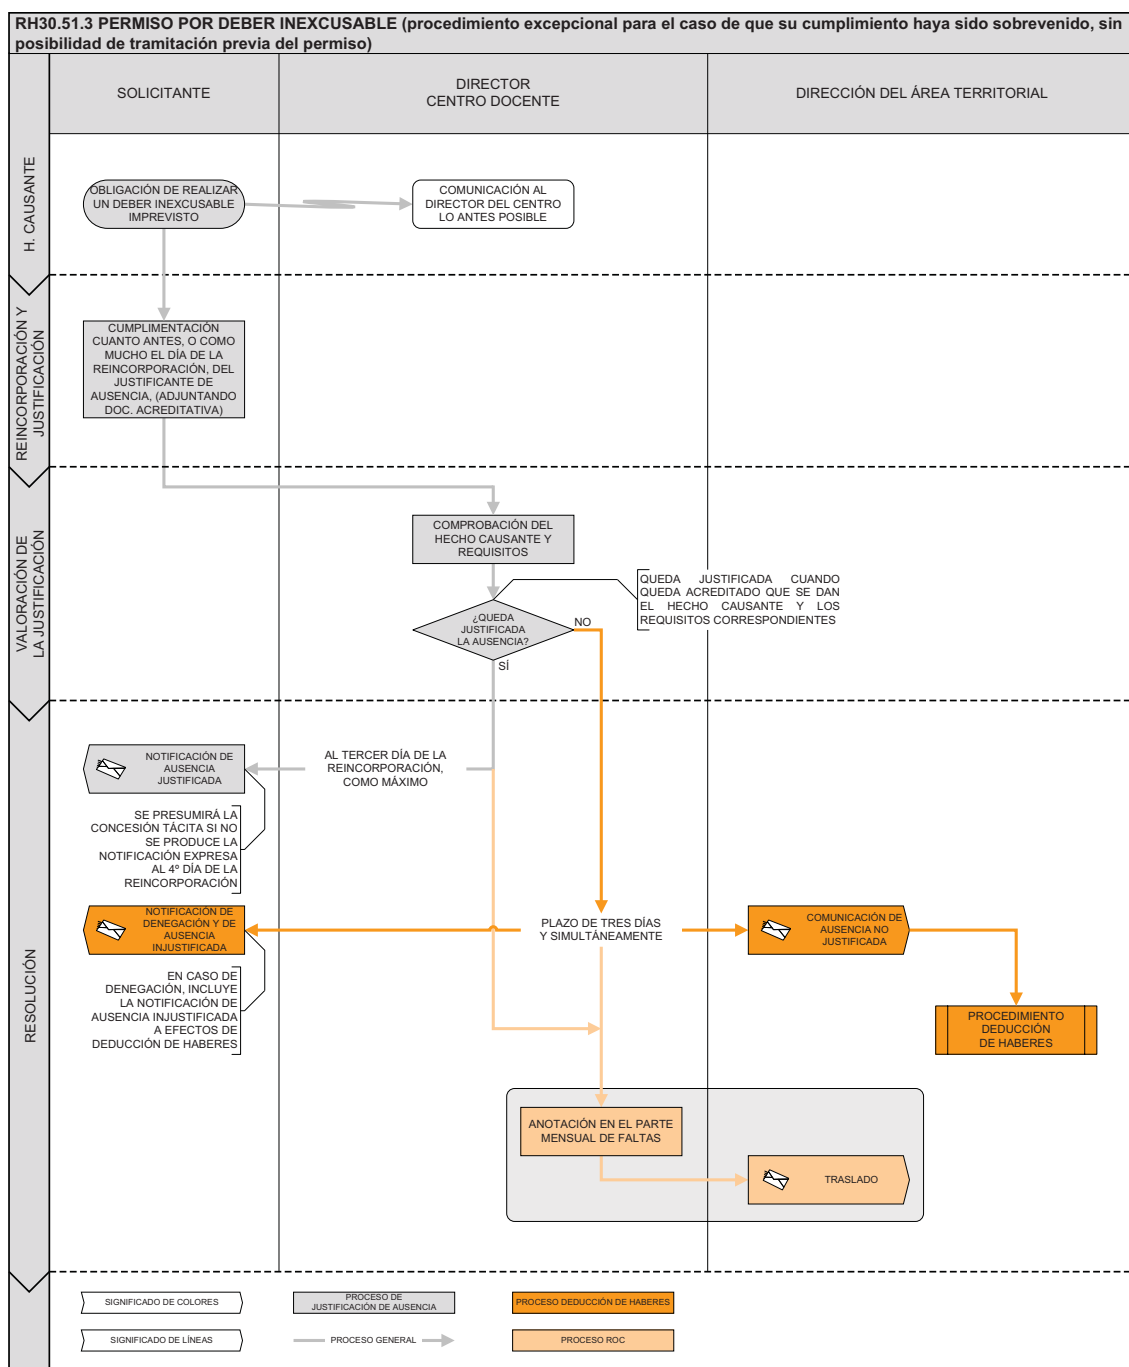 RH30.51.3 PERMISO POR DEBER INEXCUSABLE (procedimiento excepcional para el caso de que su cumplimiento haya sido sobrevenido, sin
posibilidad de tramitación previa del permiso)
SOLICITANTE
DIRECTOR
CENTRO DOCENTE
DIRECCIÓN DEL ÁREA TERRITORIAL
H. CAUSANTE
OBLIGACIÓN DE REALIZAR
UN DEBER INEXCUSABLE
IMPREVISTO
COMUNICACIÓN AL
DIRECTOR DEL CENTRO
LO ANTES POSIBLE
REINCORPORACIÓN Y
JUSTIFICACIÓN
CUMPLIMENTACIÓN
CUANTO ANTES, O COMO
MUCHO EL DÍA DE LA
REINCORPORACIÓN, DEL
JUSTIFICANTE DE
AUSENCIA, (ADJUNTANDO
DOC. ACREDITATIVA)
VALORACIÓN DE
LA JUSTIFICACIÓN
COMPROBACIÓN DEL
HECHO CAUSANTE Y
REQUISITOS
QUEDA JUSTIFICADA CUANDO
QUEDA ACREDITADO QUE SE DAN
EL HECHO CAUSANTE Y LOS
REQUISITOS CORRESPONDIENTES
¿QUEDA
JUSTIFICADA
LA AUSENCIA?
NO
SÍ
RESOLUCIÓN
NOTIFICACIÓN DE
AUSENCIA
JUSTIFICADA
AL TERCER DÍA DE LA
REINCORPORACIÓN,
COMO MÁXIMO
SE PRESUMIRÁ LA
CONCESIÓN TÁCITA SI NO
SE PRODUCE LA
NOTIFICACIÓN EXPRESA
AL 4º DÍA DE LA
REINCORPORACIÓN
NOTIFICACIÓN DE
DENEGACIÓN Y DE
AUSENCIA
INJUSTIFICADA
PLAZO DE TRES DÍAS
Y SIMULTÁNEAMENTE
COMUNICACIÓN DE
AUSENCIA NO
JUSTIFICADA
EN CASO DE
DENEGACIÓN, INCLUYE
LA NOTIFICACIÓN DE
AUSENCIA INJUSTIFICADA
A EFECTOS DE
DEDUCCIÓN DE HABERES
PROCEDIMIENTO
DEDUCCIÓN
DE HABERES
ANOTACIÓN EN EL PARTE
MENSUAL DE FALTAS
TRASLADO
SIGNIFICADO DE COLORES
PROCESO DE
JUSTIFICACIÓN DE AUSENCIA
PROCESO DEDUCCIÓN DE HABERES
SIGNIFICADO DE LÍNEAS
PROCESO GENERAL
PROCESO ROC